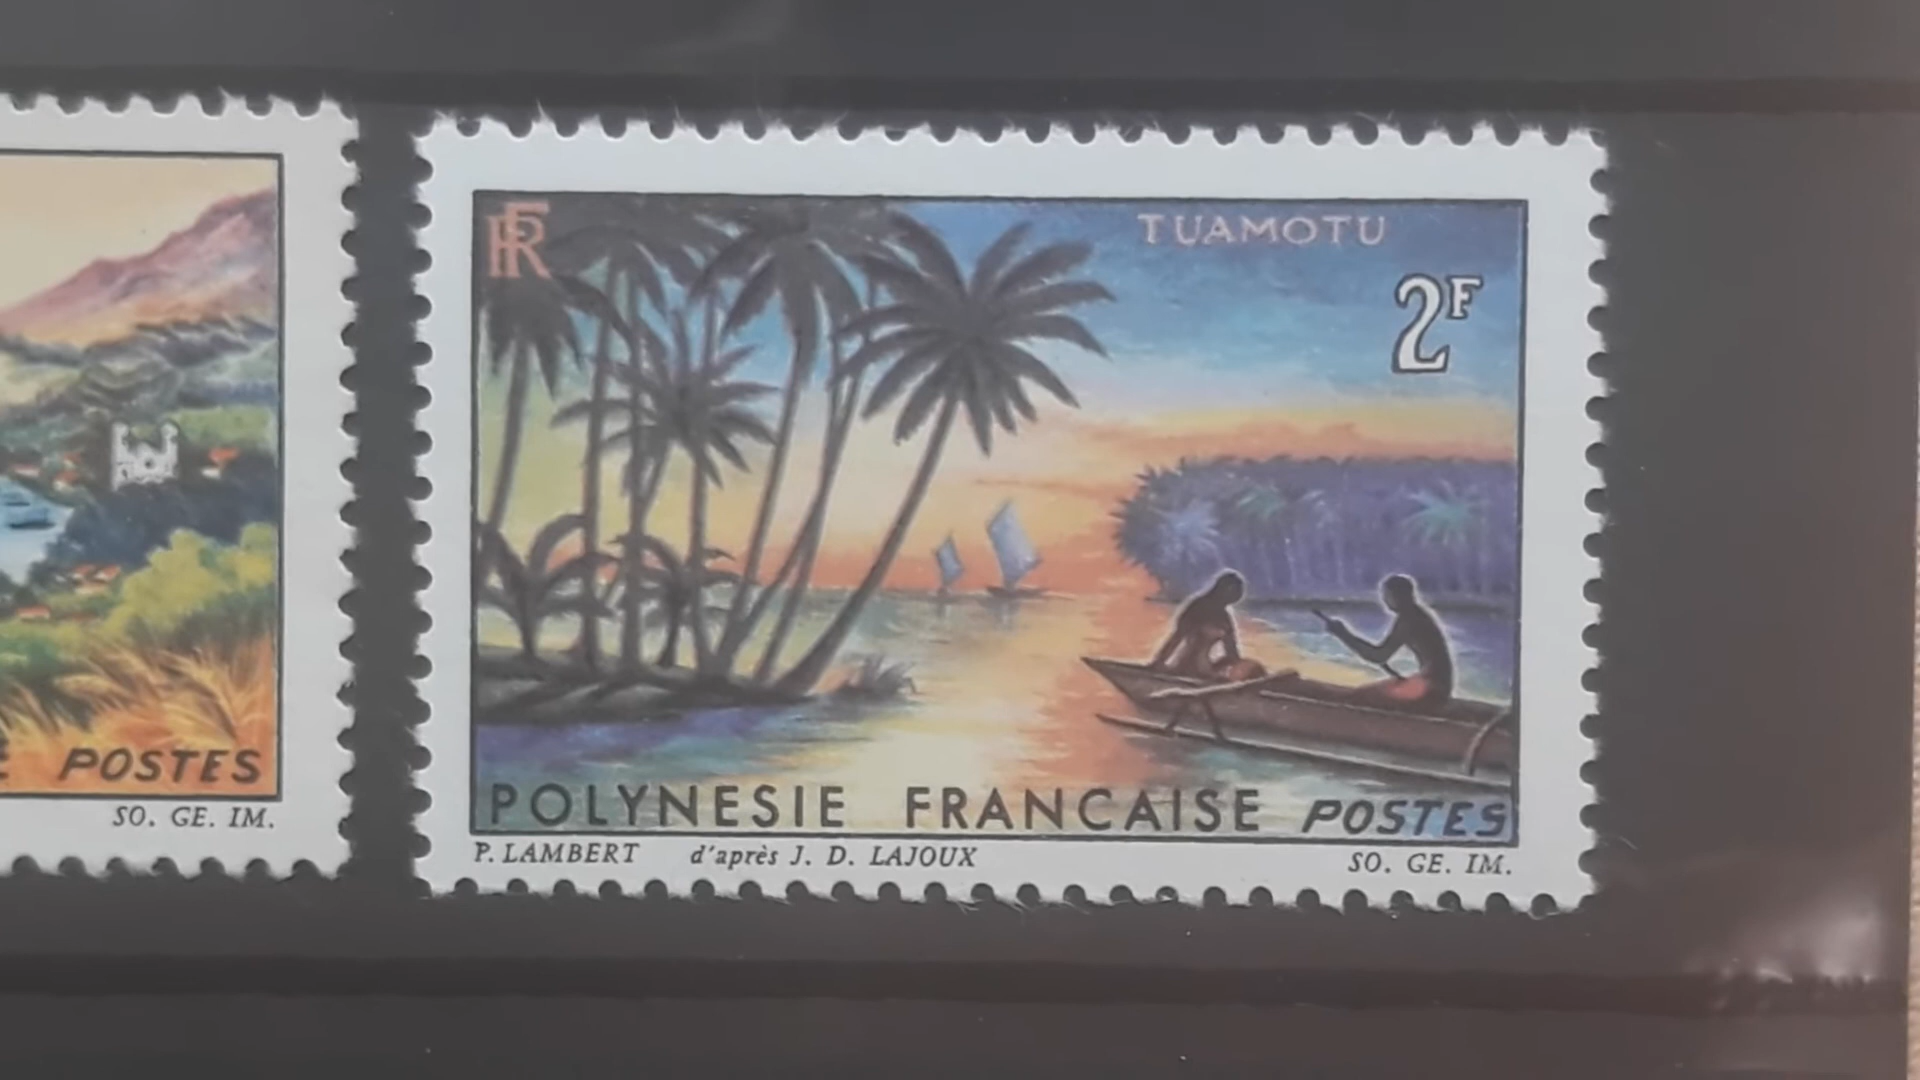 RF
TUAMOTU
2F
POSTES
SO. GE. IM.
POLYNESIE FRANCAISE POSTES
P. LAMBERT d'après J. D. LAJOUX
SO. GE. IM.